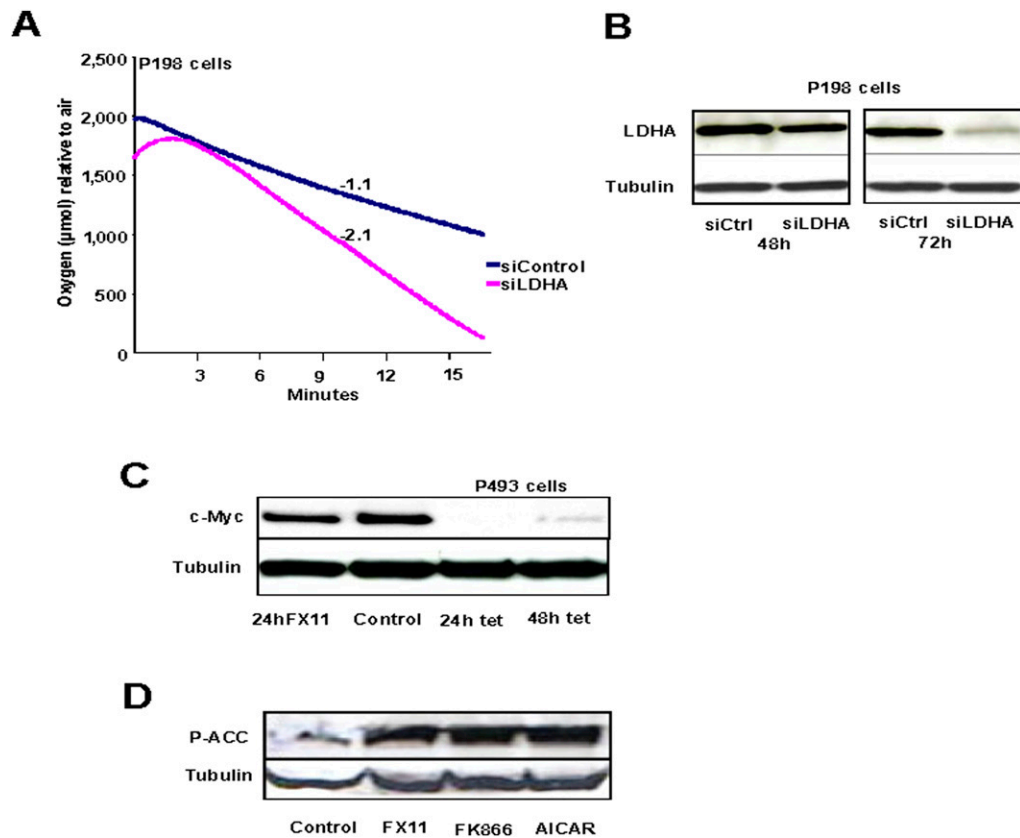 A
P198 cells
2,500
2,000
1,500
1,000
500
0
Oxygen (µmol) relative to air
-1.1
-2.1
siControl
siLDHA
3 6 9 12 15
Minutes
B
P198 cells
LDHA
Tubulin
siCtrl siLDHA siCtrl siLDHA
48h 72h
C
P493 cells
c-Myc
Tubulin
24hFX11 Control 24h tet 48h tet
D
P-ACC
Tubulin
Control FX11 FK866 AICAR